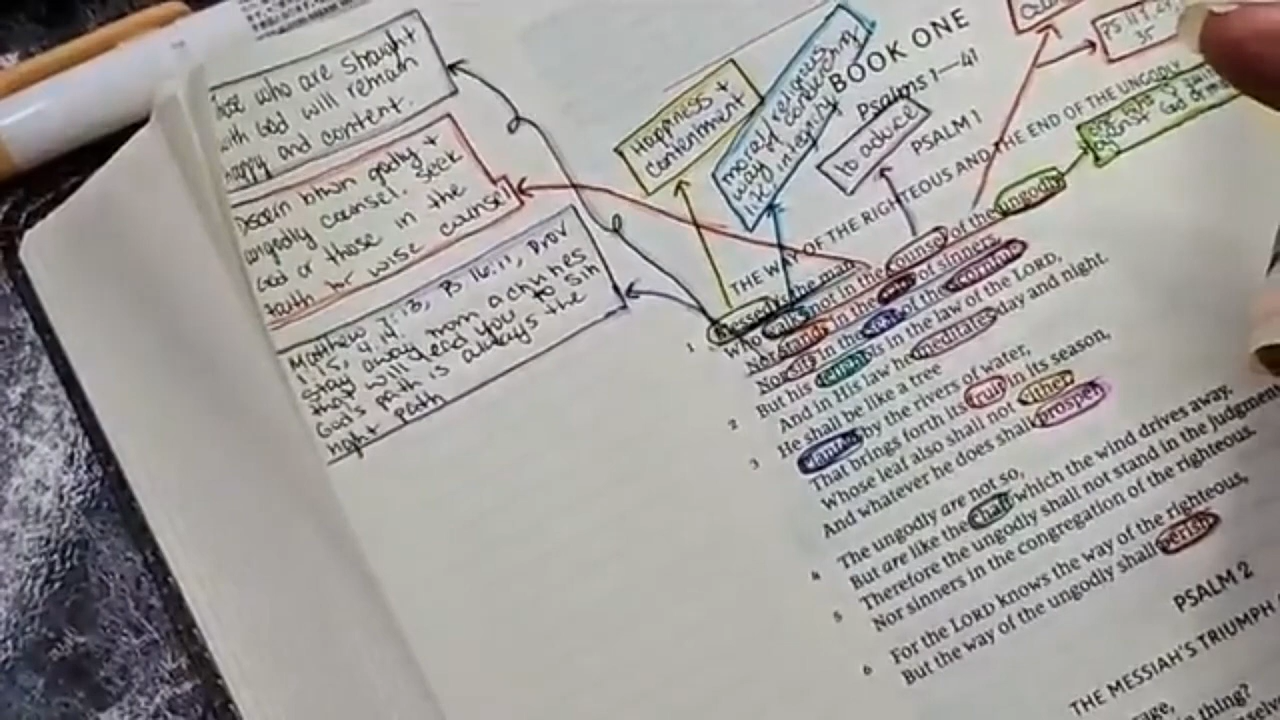 those who are straight
with God will remain
happy and content.
Discern btwn godly +
ungodly counsel. Seek
God or those in the
faith for wise counsel
Matthew 7:13, Prov
1:15, 4:14
stay away from a chures
that will lead you to sin
God's path is always the
right path
Happiness +
contentment
way of
integrity
to aduce
Ps. 11
35
BOOK ONE
Psalms 1—41
PSALM 1
THE WAY OF THE RIGHTEOUS AND THE END OF THE UNGODLY
1 Blessed is the man
Who walks not in the counsel of the ungodly
Nor stands in the of sinners,
Nor sits in the seat of the scornful
2 But his delight is in the law of the LORD,
And in His law he meditates day and night.
3 He shall be like a tree
Planted by the rivers of water,
That brings forth its fruit in its season,
Whose leaf also shall not wither
And whatever he does shall prosper
4 The ungodly are not so,
But are like the chaff which the wind drives away.
5 Therefore the ungodly shall not stand in the judgment
Nor sinners in the congregation of the righteous.
6 For the LORD knows the way of the righteous,
But the way of the ungodly shall perish
PSALM 2
THE MESSIAH'S TRIUMPH
thing?